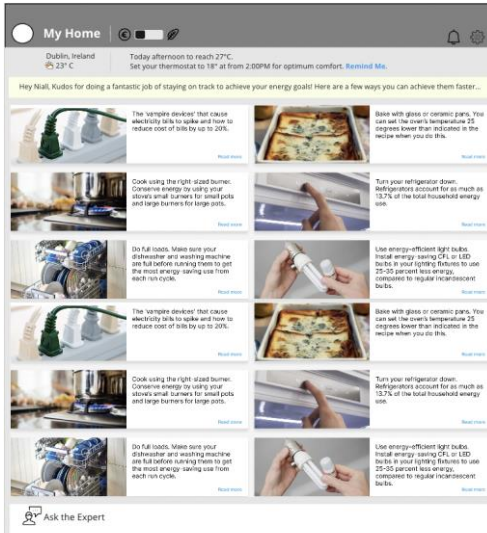 My Home
Dublin, Ireland
23° C
Today afternoon to reach 27°C.
Set your thermostat to 18° at from 2:00PM for optimum comfort. Remind Me.
Hey Niall, Kudos for doing a fantastic job of staying on track to achieve your energy goals! Here are a few ways you can achieve them faster...
The 'vampire devices' that cause
electricity bills to spike and how to
reduce cost of bills by up to 20%.
Read more
Bake with glass or ceramic pans. You
can set the oven's temperature 25
degrees lower than indicated in the
recipe when you do this.
Read more
Cook using the right-sized burner.
Conserve energy by using your
stove's small burners for small pots
and large burners for large pots.
Read more
Turn your refrigerator down.
Refrigerators account for as much as
13.7% of the total household energy
use.
Read more
Do full loads. Make sure your
dishwasher and washing machine
are full before running them to get
the most energy-saving use from
each run cycle.
Read more
Use energy-efficient light bulbs.
Install energy-saving CFL or LED
bulbs in your lighting fixtures to use
25-35 percent less energy,
compared to regular incandescent
bulbs.
Read more
The 'vampire devices' that cause
electricity bills to spike and how to
reduce cost of bills by up to 20%.
Read more
Bake with glass or ceramic pans. You
can set the oven's temperature 25
degrees lower than indicated in the
recipe when you do this.
Read more
Cook using the right-sized burner.
Conserve energy by using your
stove's small burners for small pots
and large burners for large pots.
Read more
Turn your refrigerator down.
Refrigerators account for as much as
13.7% of the total household energy
use.
Read more
Do full loads. Make sure your
dishwasher and washing machine
are full before running them to get
the most energy-saving use from
each run cycle.
Read more
Use energy-efficient light bulbs.
Install energy-saving CFL or LED
bulbs in your lighting fixtures to use
25-35 percent less energy,
compared to regular incandescent
bulbs.
Read more
Ask the Expert